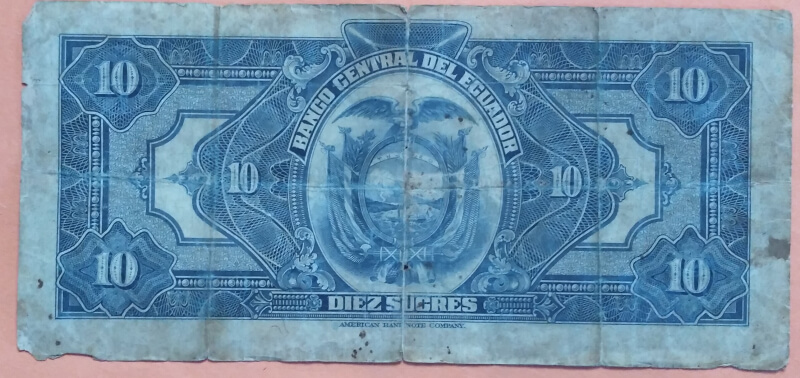 BANCO CENTRAL DEL ECUADOR
10 10
10 10
10 10
DIEZ SUCRES
AMERICAN BANK NOTE COMPANY.